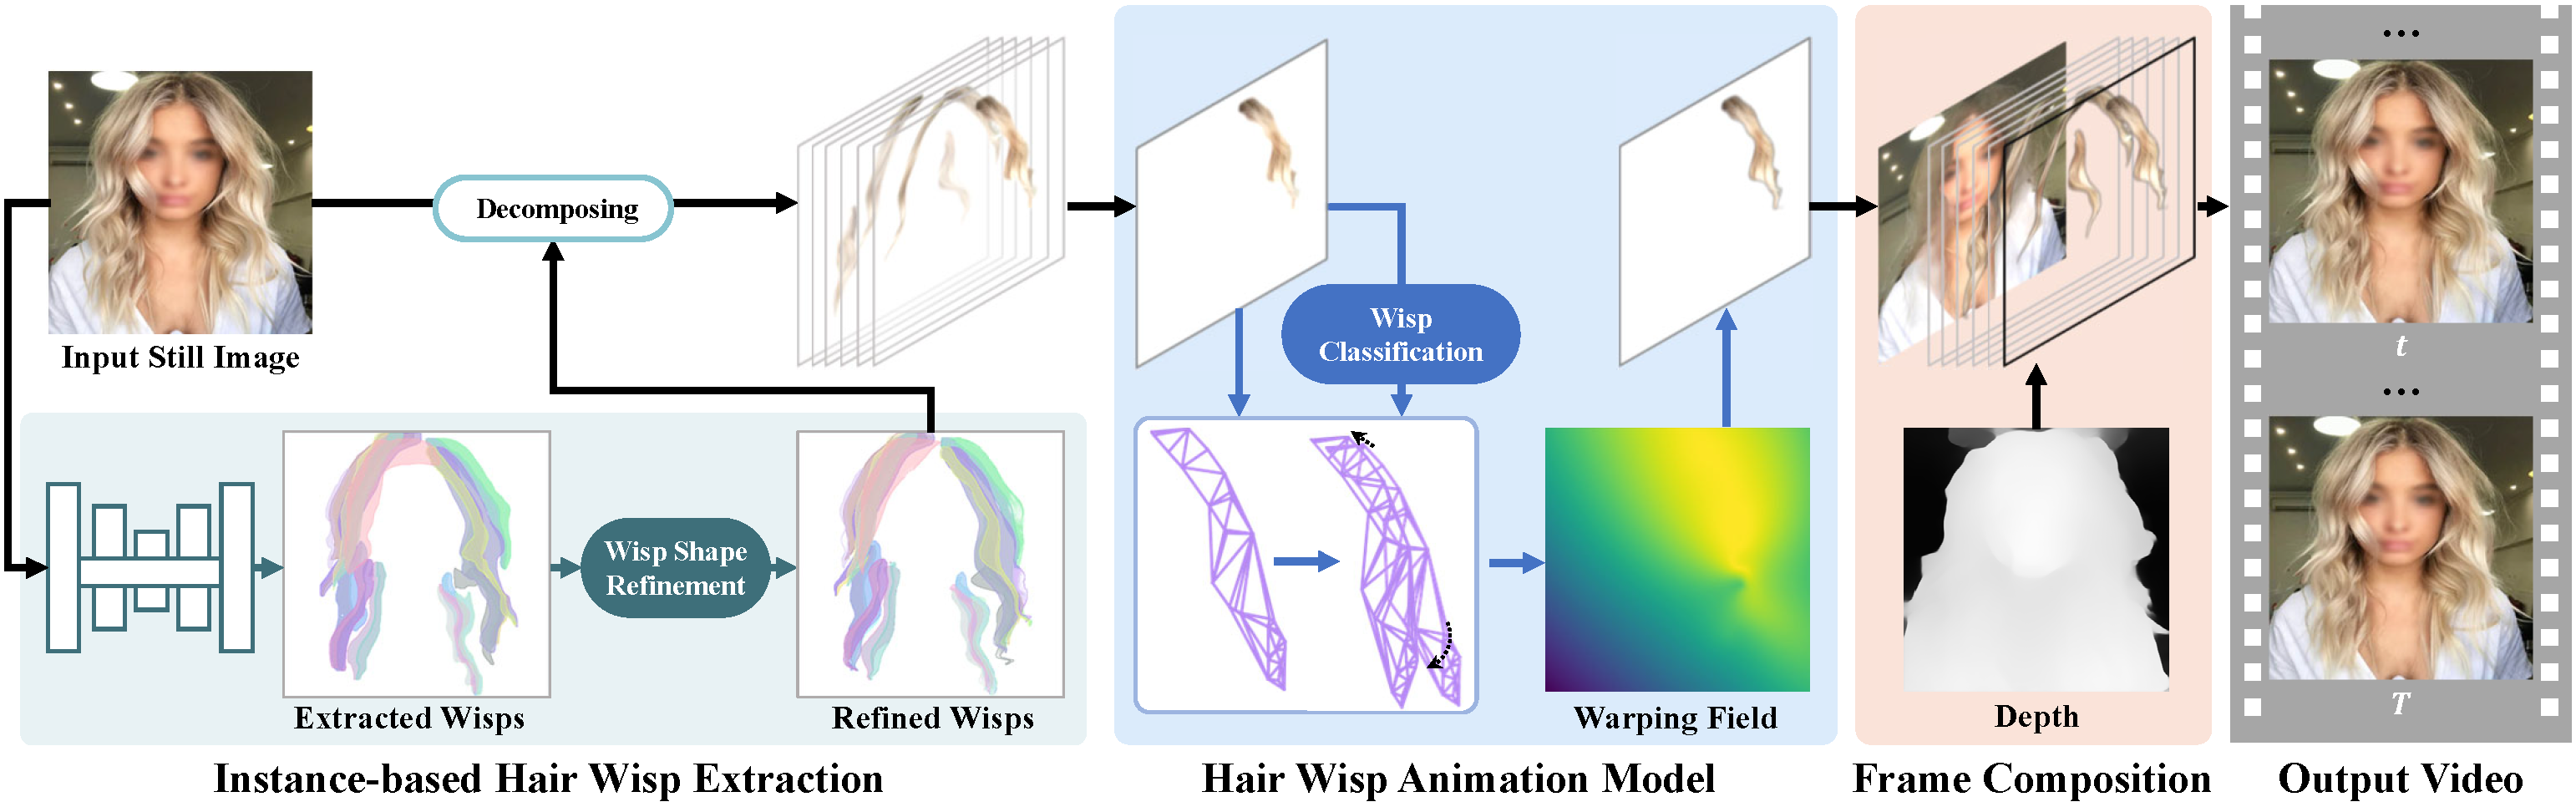 Input Still Image
Decomposing
Wisp Shape
Refinement
Extracted Wisps
Refined Wisps
Instance-based Hair Wisp Extraction
Wisp
Classification
Warping Field
Hair Wisp Animation Model
Depth
Frame Composition
...
t
...
T
Output Video